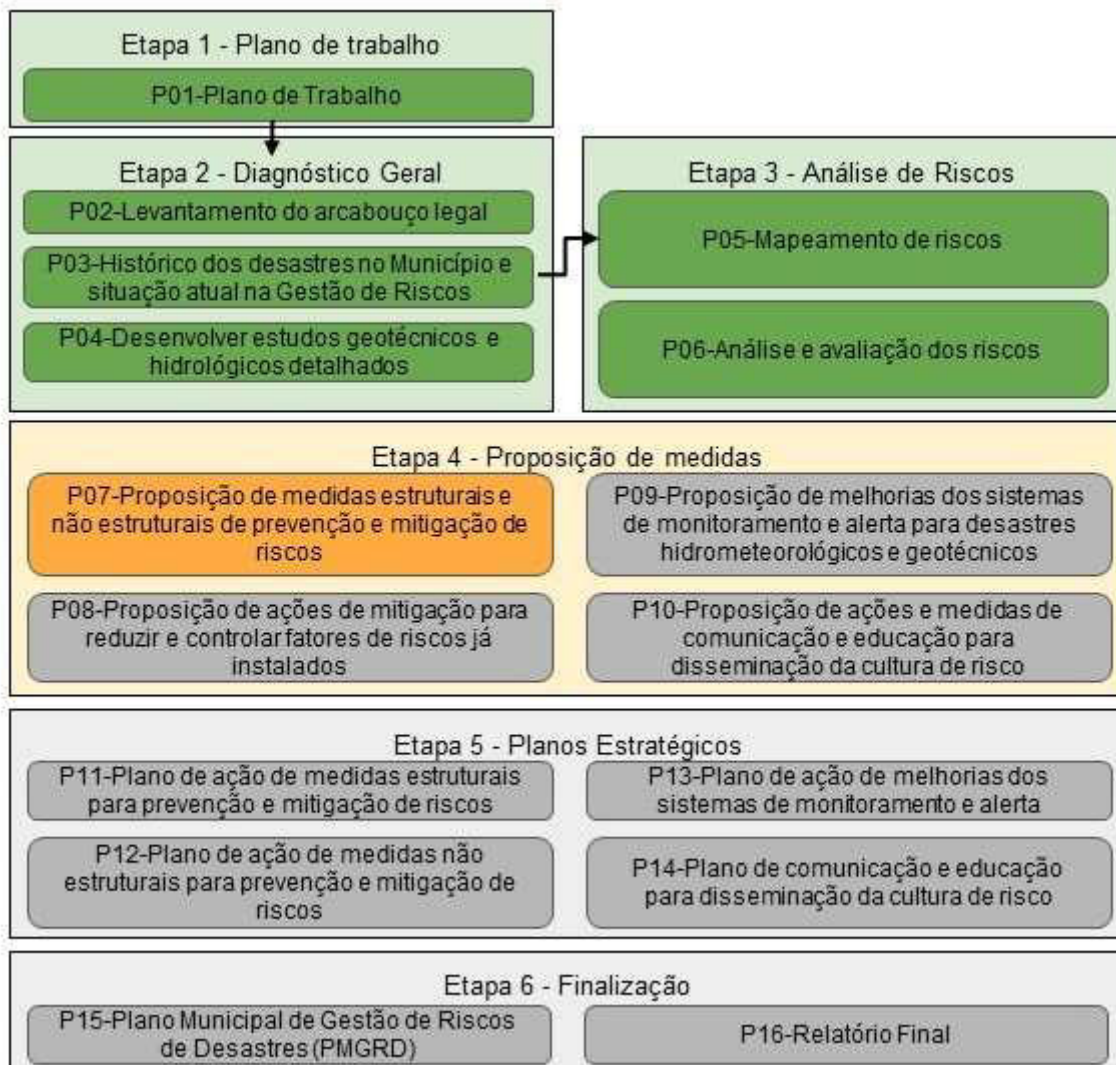 Etapa 1 - Plano de trabalho
P01-Plano de Trabalho
Etapa 2 - Diagnóstico Geral
P02-Levantamento do arcabouço legal
P03-Histórico dos desastres no Município e
situação atual na Gestão de Riscos
P04-Desenvolver estudos geotécnicos e
hidrológicos detalhados
Etapa 3 - Análise de Riscos
P05-Mapeamento de riscos
P06-Análise e avaliação dos riscos
Etapa 4 - Proposição de medidas
P07-Proposição de medidas estruturais e
não estruturais de prevenção e mitigação de
riscos
P09-Proposição de melhorias dos sistemas
de monitoramento e alerta para desastres
hidrometeorológicos e geotécnicos
P08-Proposição de ações de mitigação para
reduzir e controlar fatores de riscos já
instalados
P10-Proposição de ações e medidas de
comunicação e educação para
disseminação da cultura de risco
Etapa 5 - Planos Estratégicos
P11-Plano de ação de medidas estruturais
para prevenção e mitigação de riscos
P13-Plano de ação de melhorias dos
sistemas de monitoramento e alerta
P12-Plano de ação de medidas não
estruturais para prevenção e mitigação de
riscos
P14-Plano de comunicação e educação
para disseminação da cultura de risco
Etapa 6 - Finalização
P15-Plano Municipal de Gestão de Riscos
de Desastres (PMGRD)
P16-Relatório Final